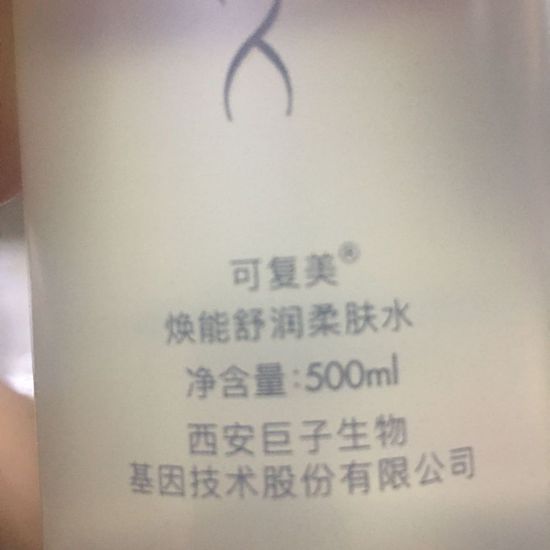 可复美®
焕能舒润柔肤水
净含量:500ml
西安巨子生物
基因技术股份有限公司